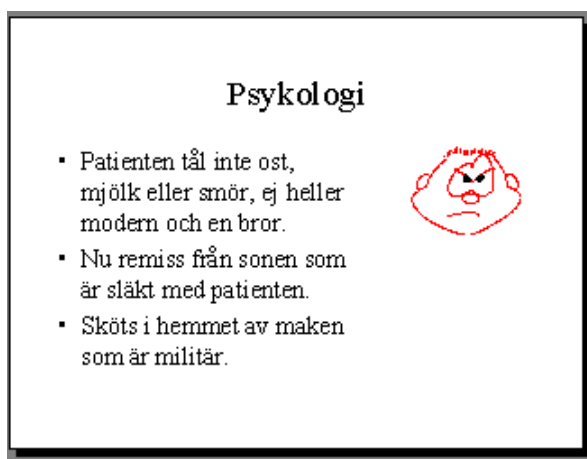 Psykologi
▪ Patienten tål inte ost,
mjölk eller smör, ej heller
modern och en bror.
▪ Nu remiss från sonen som
är släkt med patienten.
▪ Sköts i hemmet av maken
som är militär.